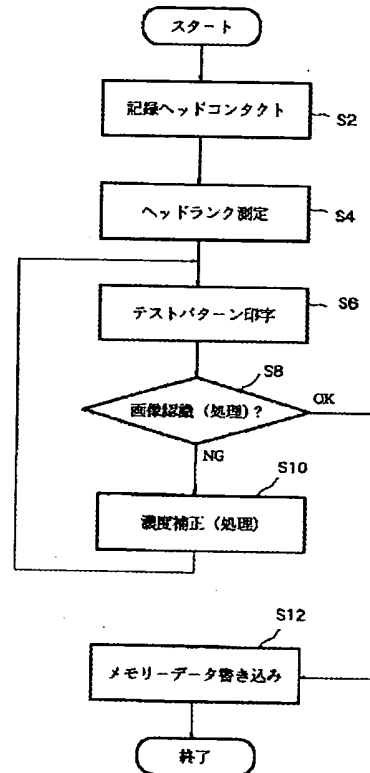 スタート
記録ヘッドコンタクト
S2
ヘッドランク測定
S4
テストパターン印字
S6
S8
画像認識（処理）？
OK
NG
S10
濃度補正（処理）
S12
メモリーデータ書き込み
終了